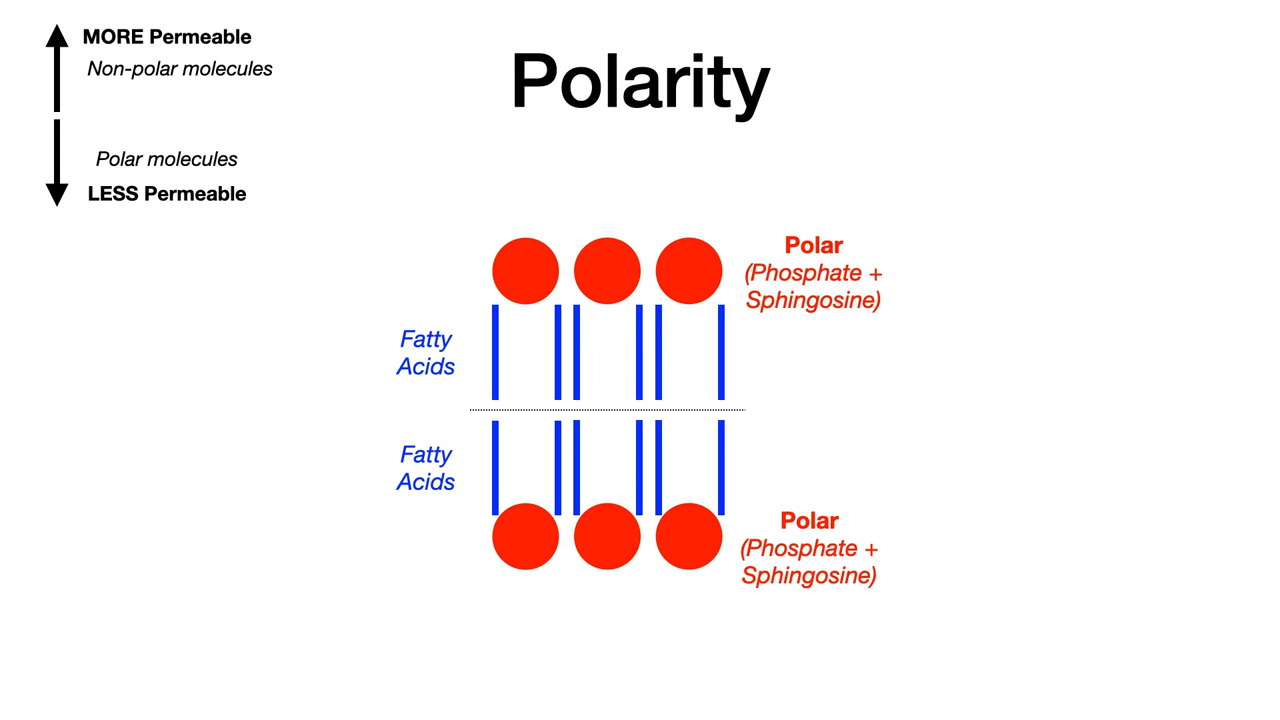 MORE Permeable
Non-polar molecules
Polarity
Polar molecules
LESS Permeable
Polar
(Phosphate +
Sphingosine)
Fatty
Acids
Fatty
Acids
Polar
(Phosphate +
Sphingosine)